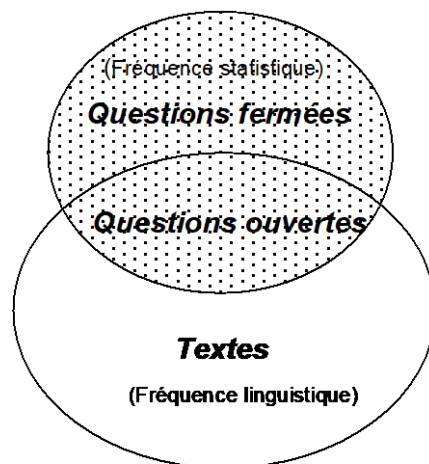 (Fréquence statistique)
Questions fermées
Questions ouvertes
Textes
(Fréquence linguistique)